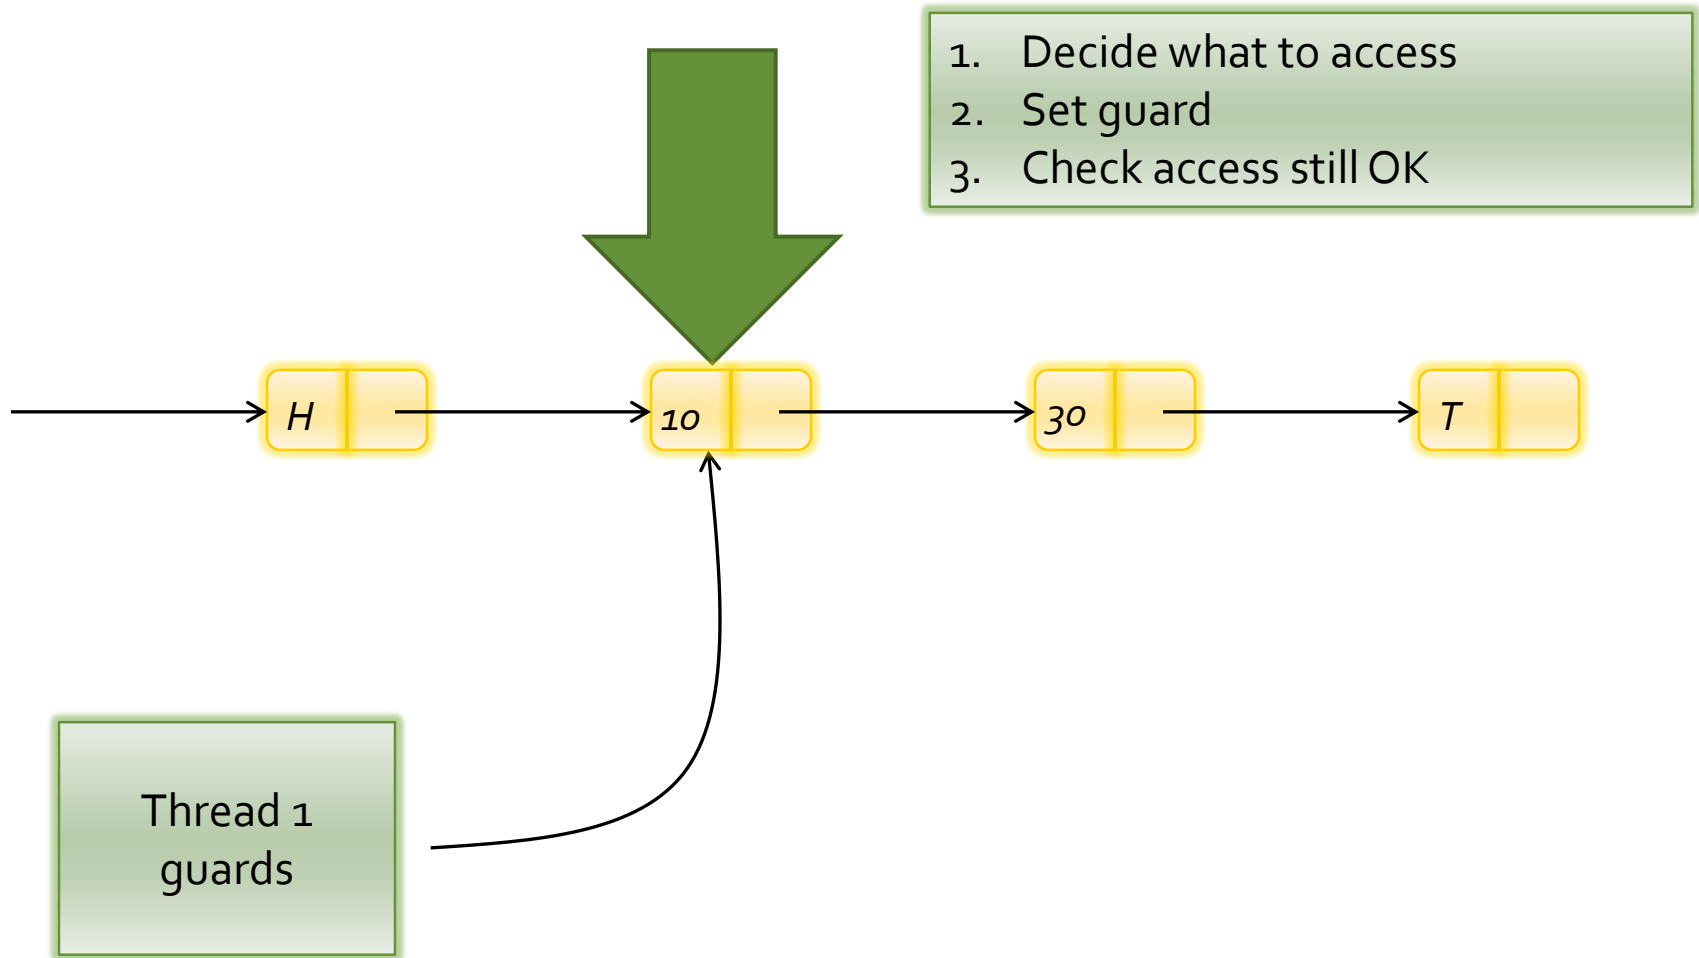 1. Decide what to access
2. Set guard
3. Check access still OK
H 10 30 T
Thread 1
guards